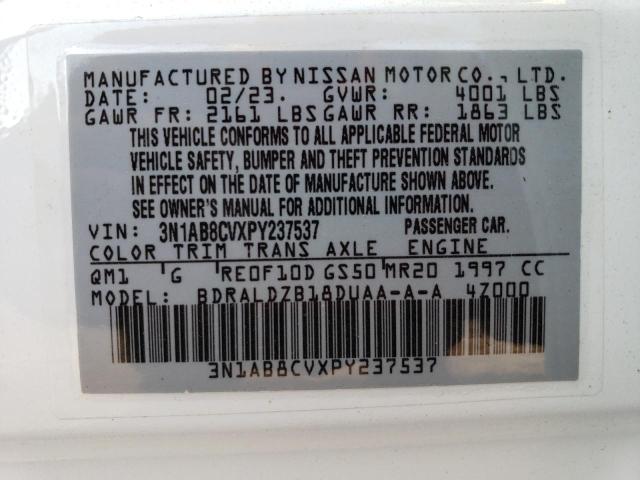 MANUFACTURED BY NISSAN MOTOR CO., LTD.
DATE: 02/23. GVWR: 4001 LBS
GAWR FR: 2161 LBS GAWR RR: 1863 LBS
THIS VEHICLE CONFORMS TO ALL APPLICABLE FEDERAL MOTOR
VEHICLE SAFETY, BUMPER AND THEFT PREVENTION STANDARDS
IN EFFECT ON THE DATE OF MANUFACTURE SHOWN ABOVE.
SEE OWNER'S MANUAL FOR ADDITIONAL INFORMATION.
VIN: 3N1AB8CVXPY237537 PASSENGER CAR.
COLOR TRIM TRANS AXLE ENGINE
QM1 G RE0F10D GS50 MR20 1997 CC
MODEL: BDRALDZB18DUAA-A-A 4Z000
3N1AB8CVXPY237537